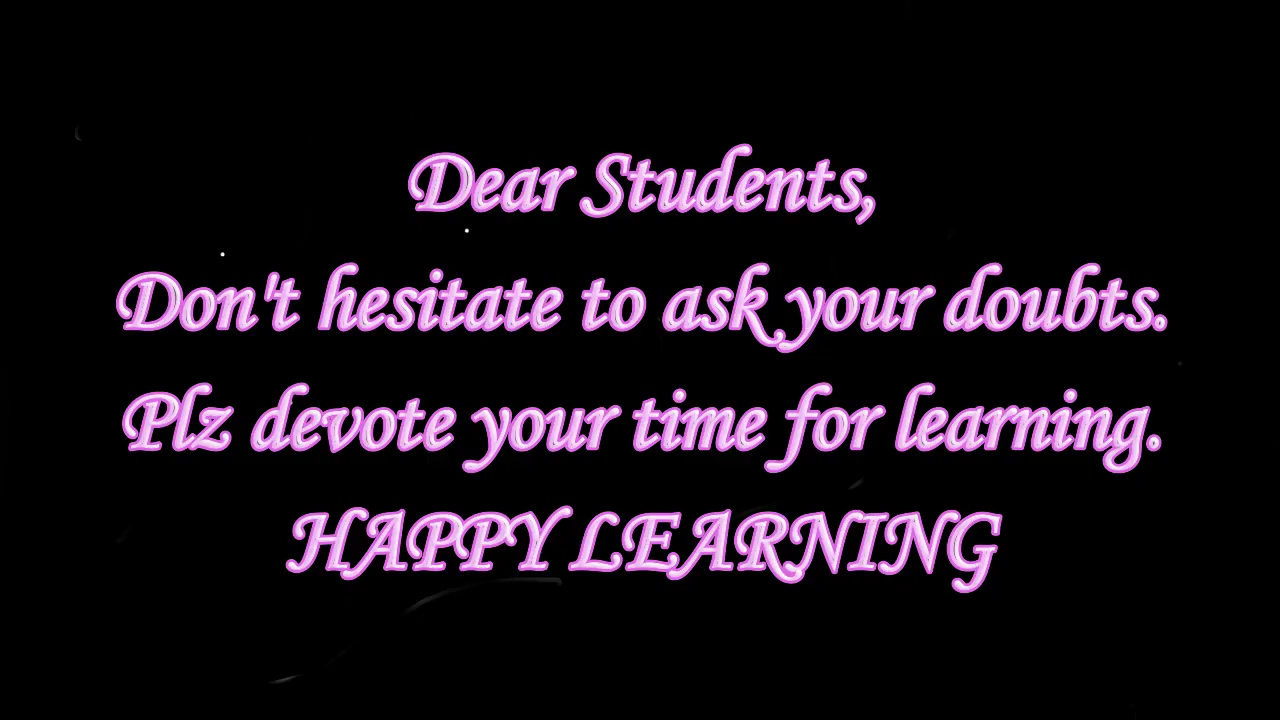 Dear Students,
Don't hesitate to ask your doubts.
Plz devote your time for learning.
HAPPY LEARNING